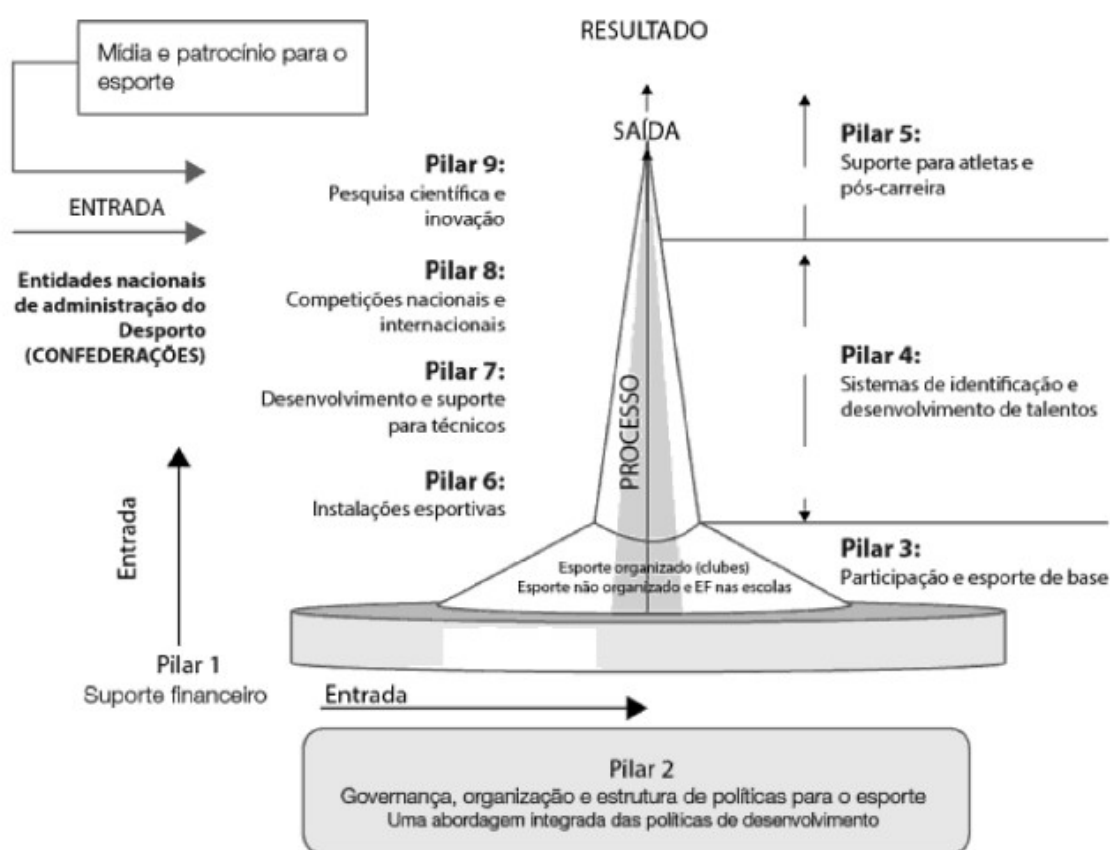 RESULTADO
Mídia e patrocínio para o
esporte
SAÍDA
ENTRADA
Entidades nacionais
de administração do
Desporto
(CONFEDERAÇÕES)
Pilar 9:
Pesquisa científica e
inovação
Pilar 8:
Competições nacionais e
internacionais
Pilar 7:
Desenvolvimento e suporte
para técnicos
Pilar 6:
Instalações esportivas
PROCESSO
Pilar 5:
Suporte para atletas e
pós-carreira
Pilar 4:
Sistemas de identificação e
desenvolvimento de talentos
Pilar 3:
Participação e esporte de base
Esporte organizado (clubes)
Esporte não organizado e EF nas escolas
Entrada
Pilar 1
Suporte financeiro
Entrada
Pilar 2
Governança, organização e estrutura de políticas para o esporte
Uma abordagem integrada das políticas de desenvolvimento